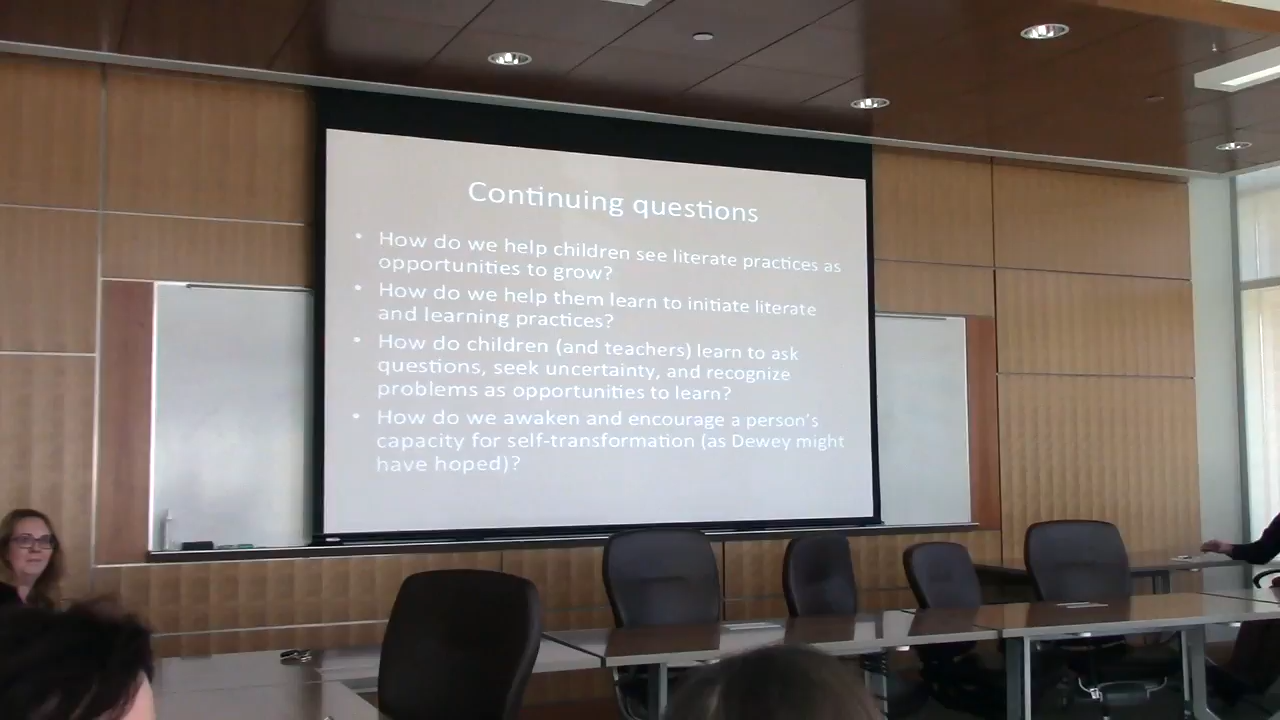 Continuing questions
• How do we help children see literate practices as
opportunities to grow?
• How do we help them learn to initiate literate
and learning practices?
• How do children (and teachers) learn to ask
questions, seek uncertainty, and recognize
problems as opportunities to learn?
• How do we awaken and encourage a person's
capacity for self-transformation (as Dewey might
have hoped)?